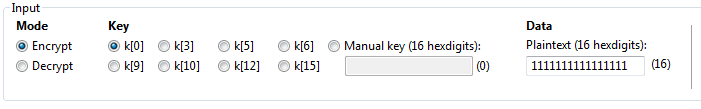 Input
Mode Key Data
Encrypt k[0] k[3] k[5] k[6] Manual key (16 hexdigits): Plaintext (16 hexdigits):
Decrypt k[9] k[10] k[12] k[15] (0) 1111111111111111 (16)